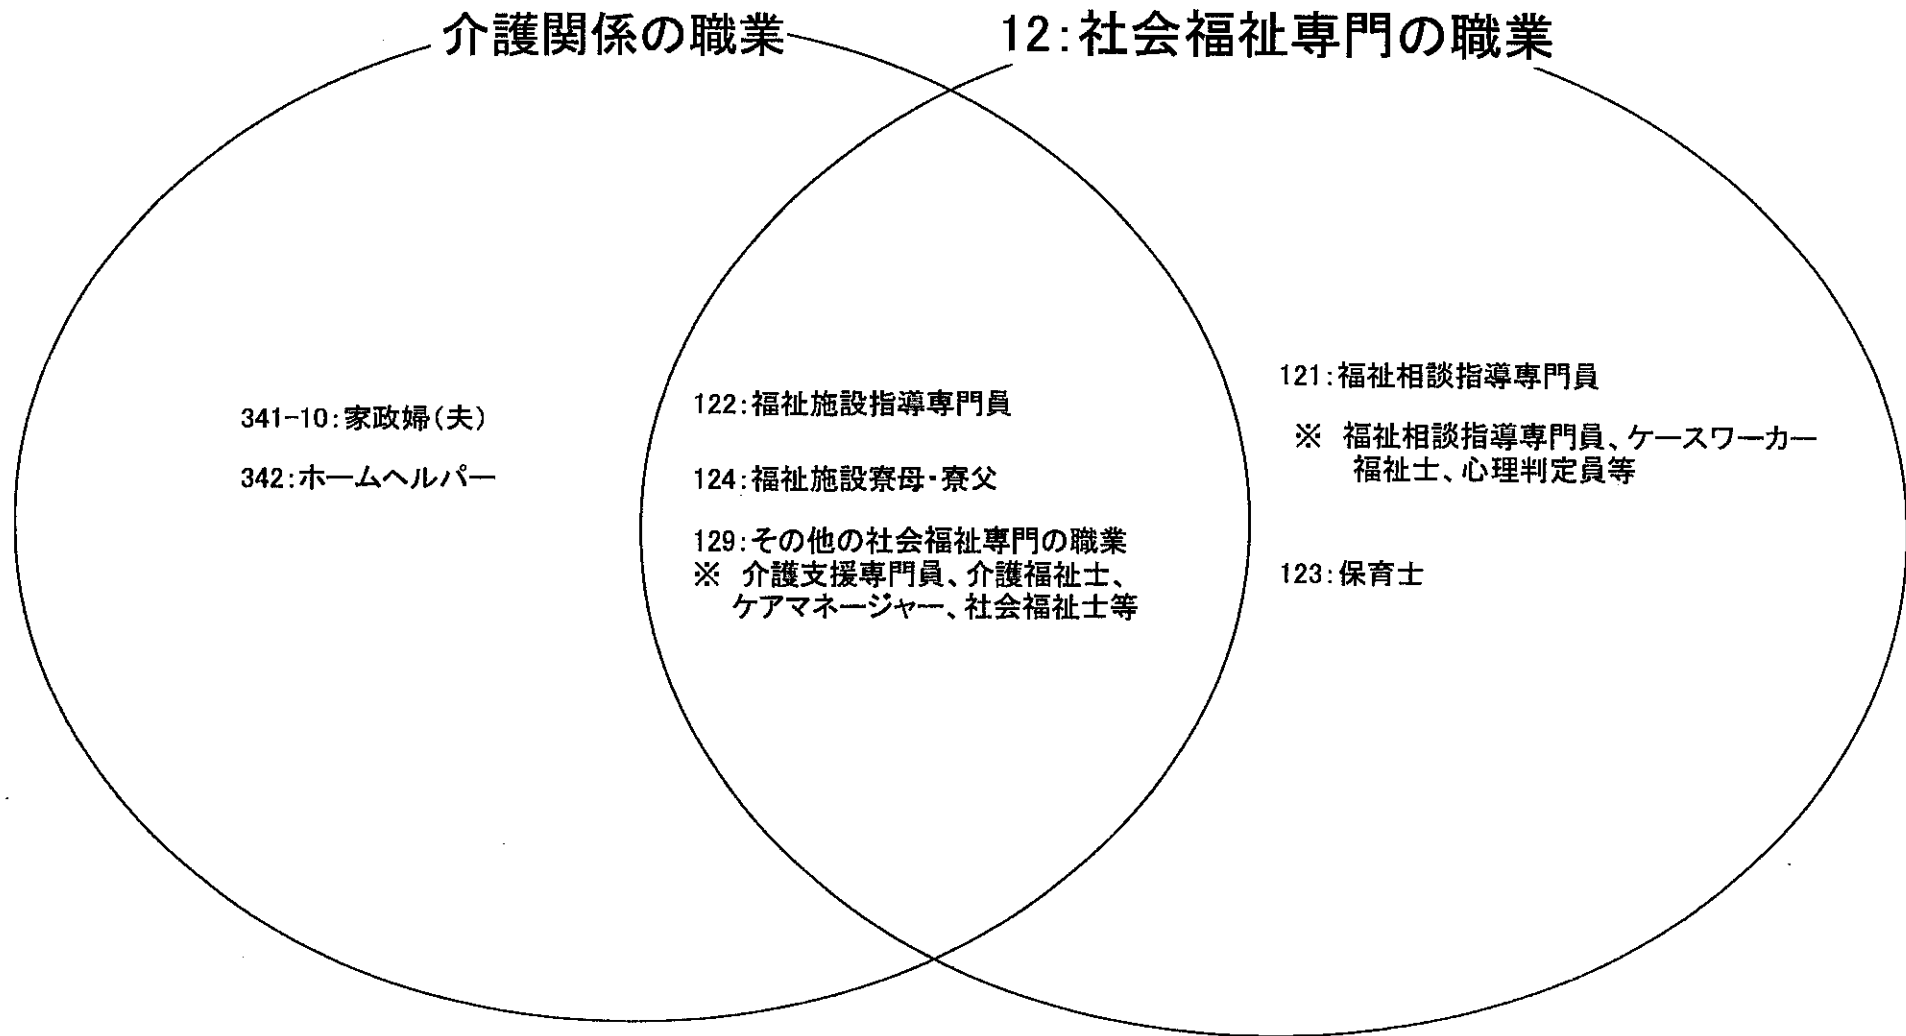 介護関係の職業
12:社会福祉専門の職業
341-10:家政婦(夫)
342:ホームヘルパー
122:福祉施設指導専門員
124:福祉施設寮母・寮父
129:その他の社会福祉専門の職業
※ 介護支援専門員、介護福祉士、
ケアマネージャー、社会福祉士等
121:福祉相談指導専門員
※ 福祉相談指導専門員、ケースワーカー
福祉士、心理判定員等
123:保育士